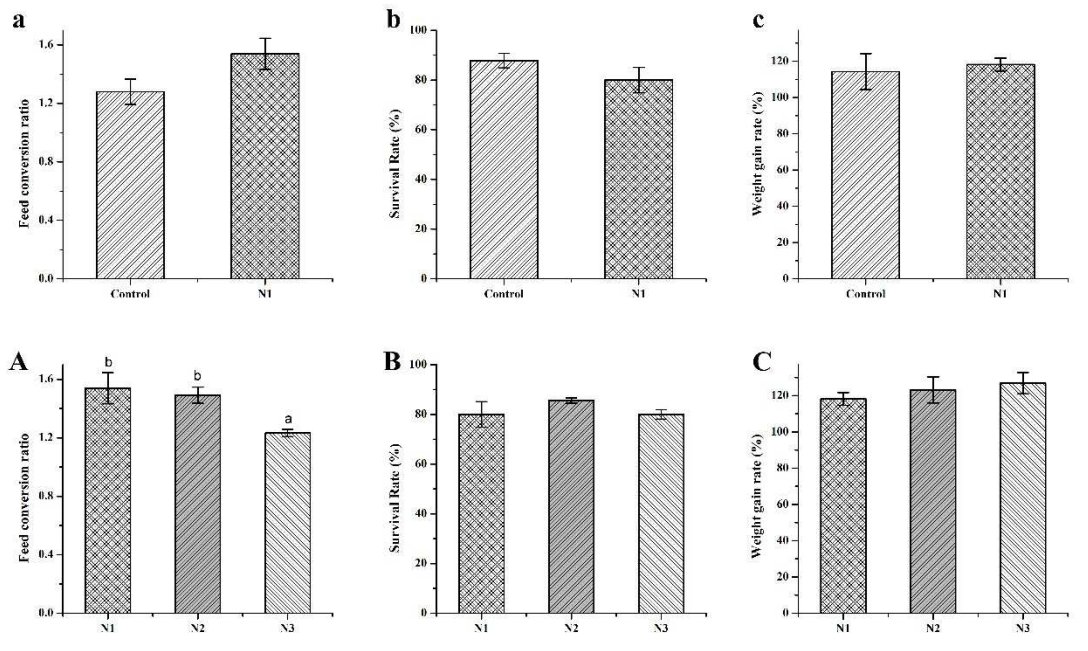 a
Feed conversion ratio
1.6
1.2
0.8
0.4
0.0
Control
N1
b
Survival Rate (%)
100
80
60
40
20
0
Control
N1
c
Weight gain rate (%)
120
100
80
60
40
20
0
Control
N1
A
Feed conversion ratio
1.6
1.2
0.8
0.4
0.0
b
b
a
N1
N2
N3
B
Survival Rate (%)
100
80
60
40
20
0
N1
N2
N3
C
Weight gain rate (%)
120
100
80
60
40
20
0
N1
N2
N3